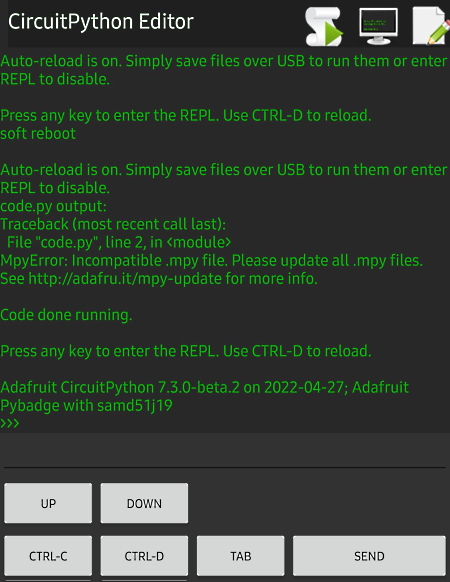 CircuitPython Editor
Auto-reload is on. Simply save files over USB to run them or enter
REPL to disable.
Press any key to enter the REPL. Use CTRL-D to reload.
soft reboot
Auto-reload is on. Simply save files over USB to run them or enter
REPL to disable.
code.py output:
Traceback (most recent call last):
  File "code.py", line 2, in <module>
MpyError: Incompatible .mpy file. Please update all .mpy files.
See http://adafru.it/mpy-update for more info.
Code done running.
Press any key to enter the REPL. Use CTRL-D to reload.
Adafruit CircuitPython 7.3.0-beta.2 on 2022-04-27; Adafruit
Pybadge with samd51j19
>>>
UP DOWN
CTRL-C CTRL-D TAB SEND